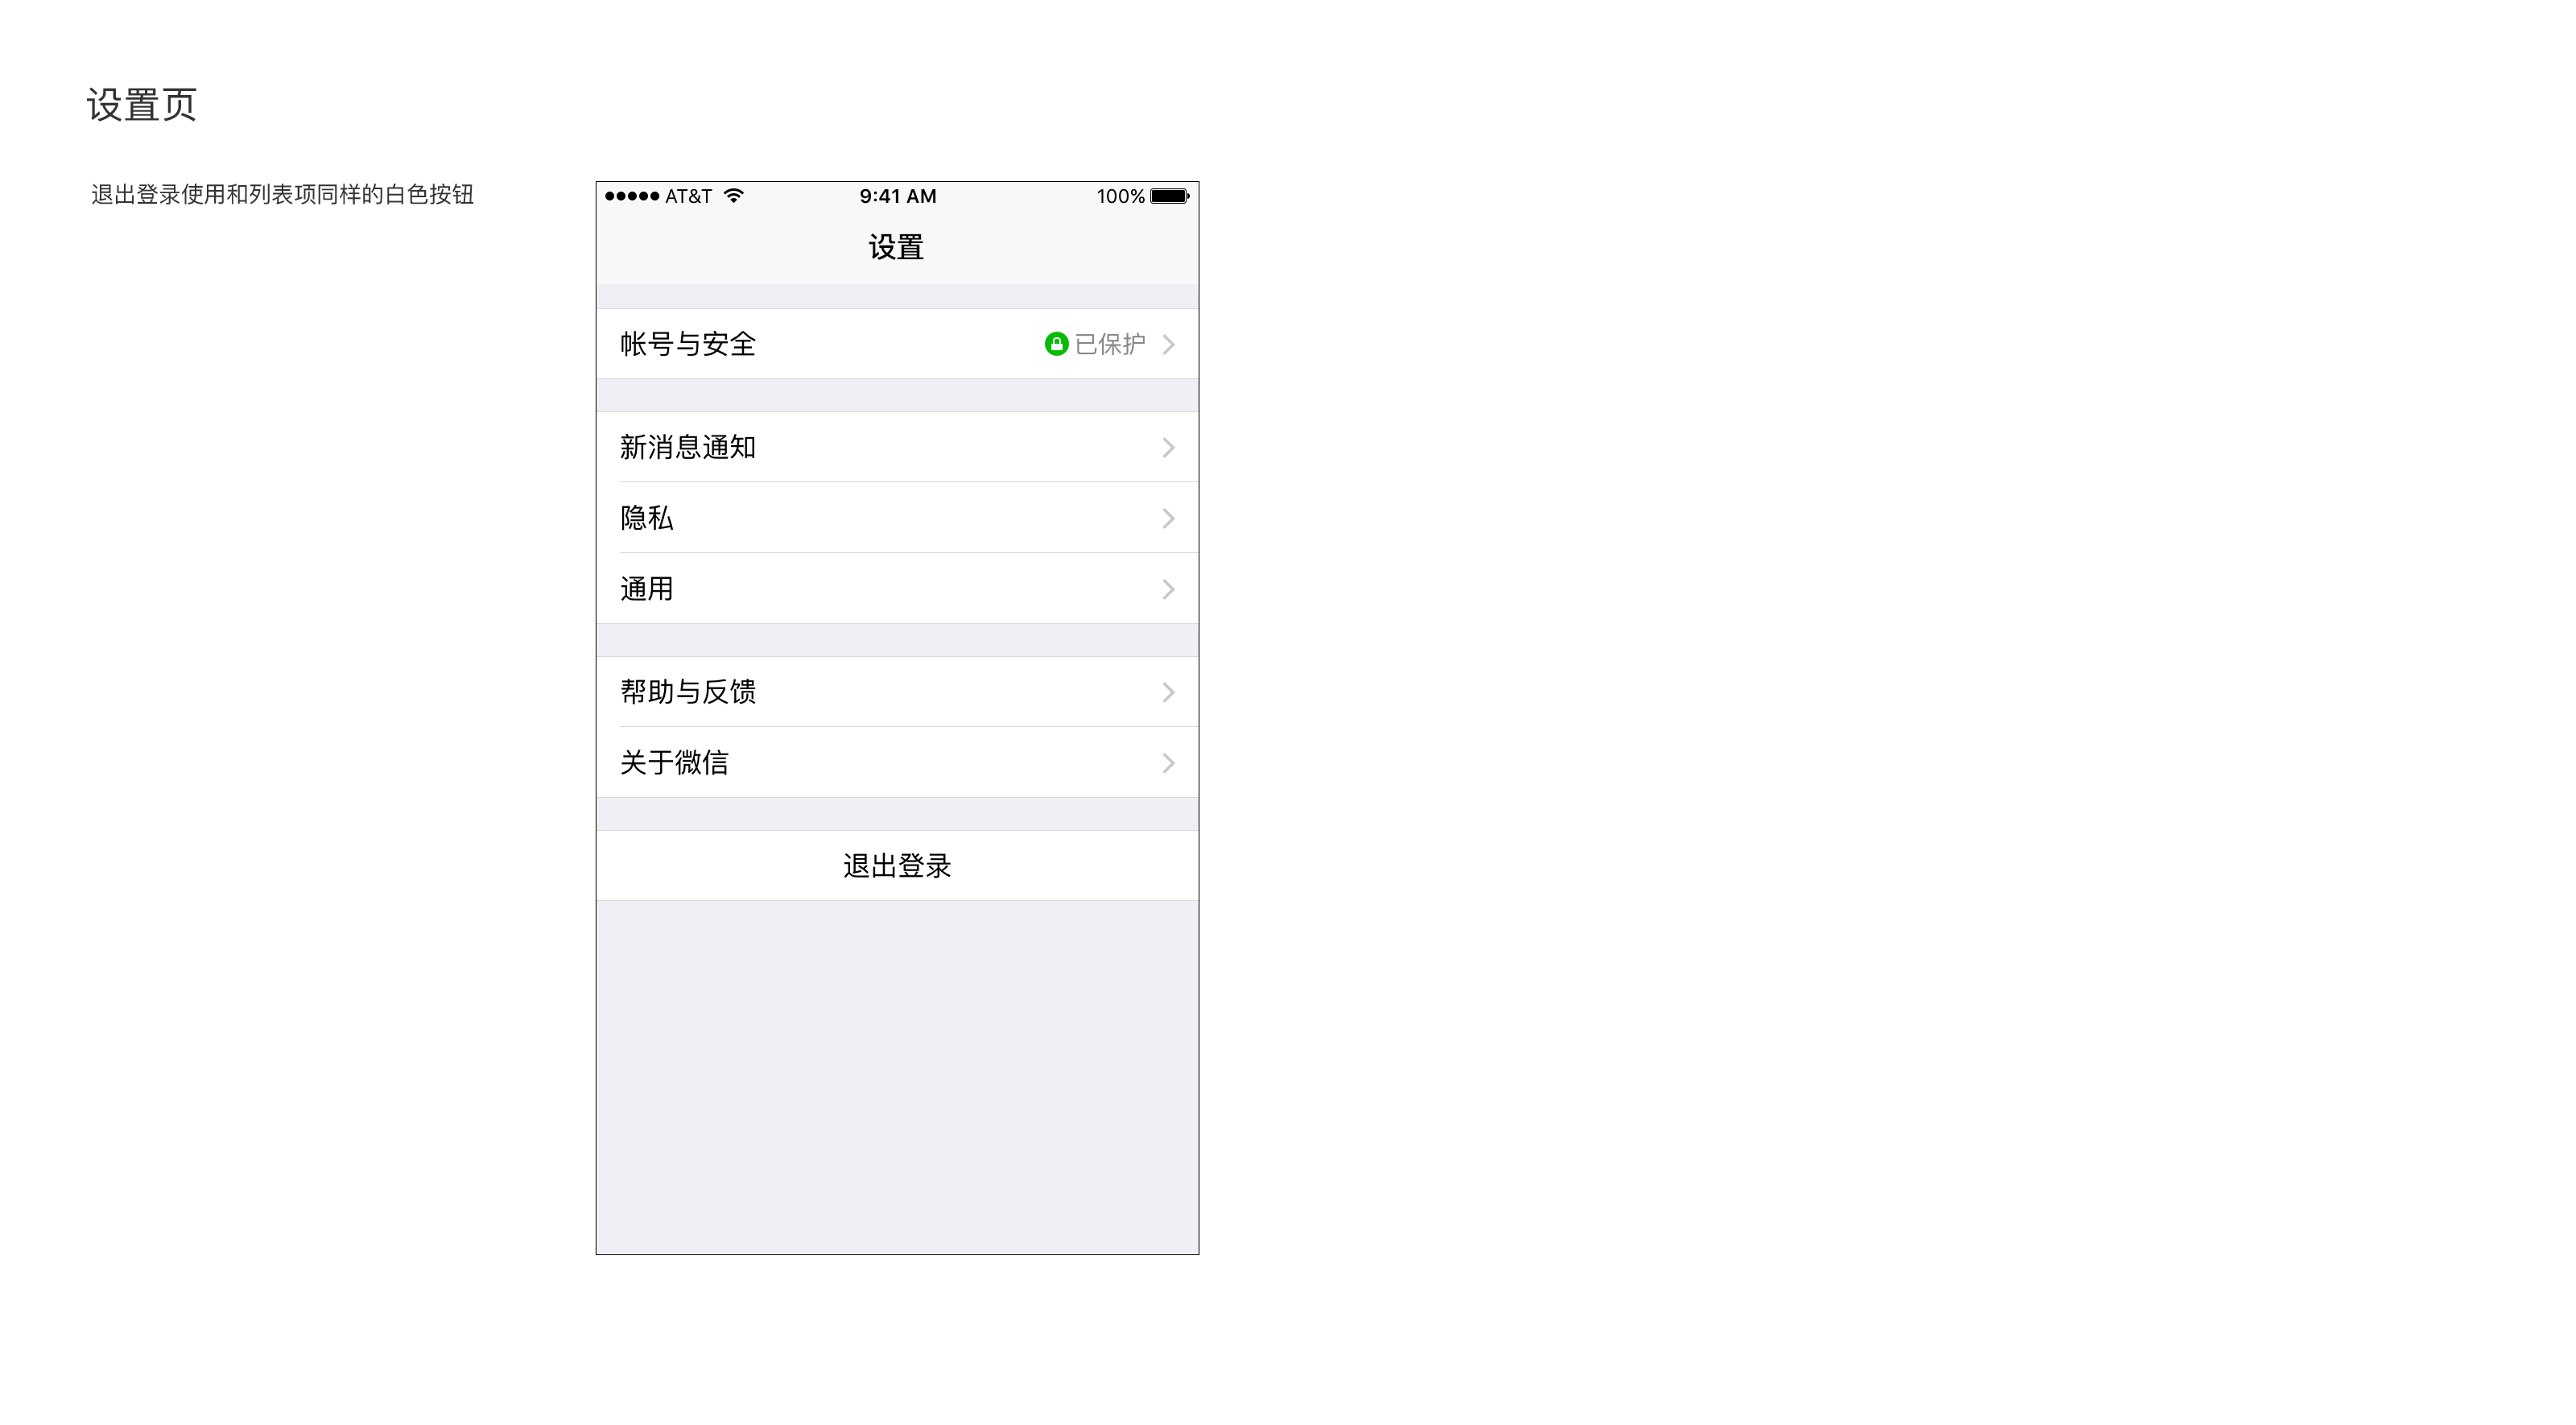 设置页
退出登录使用和列表项同样的白色按钮
AT&T 9:41 AM 100%
设置
帐号与安全 已保护
新消息通知
隐私
通用
帮助与反馈
关于微信
退出登录